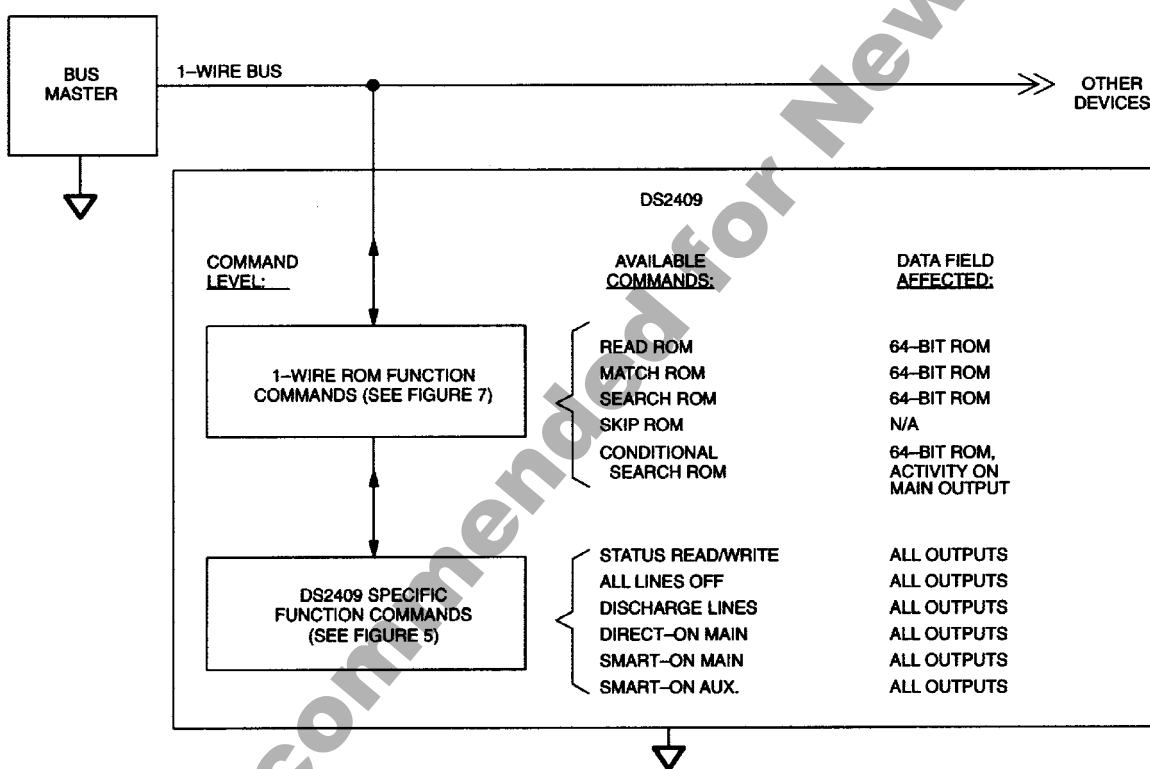 BUS
MASTER
1–WIRE BUS
OTHER
DEVICES
DS2409
COMMAND
LEVEL:
AVAILABLE
COMMANDS:
DATA FIELD
AFFECTED:
1–WIRE ROM FUNCTION
COMMANDS (SEE FIGURE 7)
READ ROM 64–BIT ROM
MATCH ROM 64–BIT ROM
SEARCH ROM 64–BIT ROM
SKIP ROM N/A
CONDITIONAL 64–BIT ROM,
SEARCH ROM ACTIVITY ON
MAIN OUTPUT
DS2409 SPECIFIC
FUNCTION COMMANDS
(SEE FIGURE 5)
STATUS READ/WRITE ALL OUTPUTS
ALL LINES OFF ALL OUTPUTS
DISCHARGE LINES ALL OUTPUTS
DIRECT–ON MAIN ALL OUTPUTS
SMART–ON MAIN ALL OUTPUTS
SMART–ON AUX. ALL OUTPUTS
commended for New